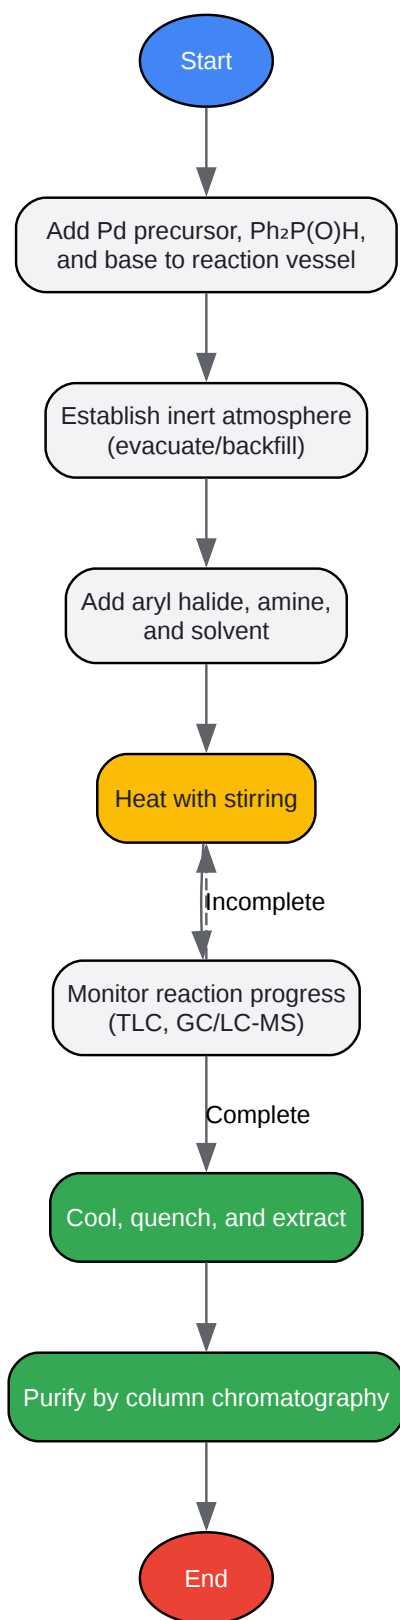 Start
Add Pd precursor, Ph₂P(O)H,
and base to reaction vessel
Establish inert atmosphere
(evacuate/backfill)
Add aryl halide, amine,
and solvent
Heat with stirring
Incomplete
Monitor reaction progress
(TLC, GC/LC-MS)
Complete
Cool, quench, and extract
Purify by column chromatography
End